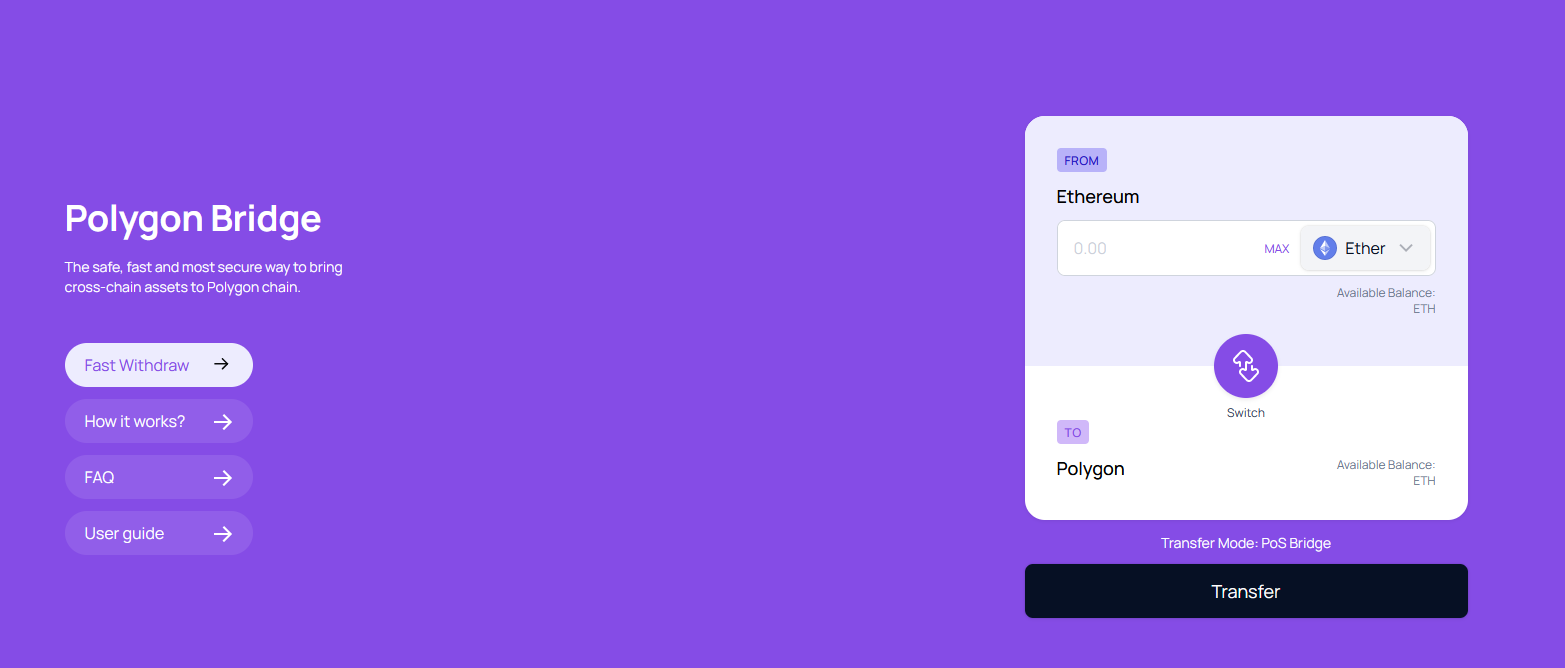 Polygon Bridge
The safe, fast and most secure way to bring
cross-chain assets to Polygon chain.
Fast Withdraw
How it works?
FAQ
User guide
FROM
Ethereum
0.00
MAX
Ether
Available Balance:
ETH
Switch
TO
Polygon
Available Balance:
ETH
Transfer Mode: PoS Bridge
Transfer